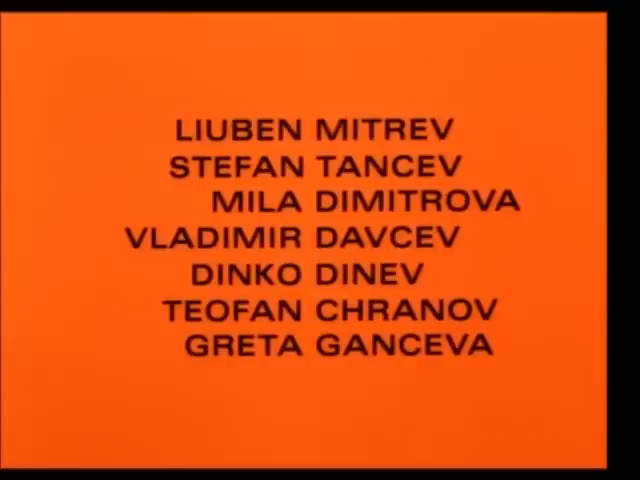 LIUBEN MITREV
STEFAN TANCEV
MILA DIMITROVA
VLADIMIR DAVCEV
DINKO DINEV
TEOFAN CHRANOV
GRETA GANCEVA